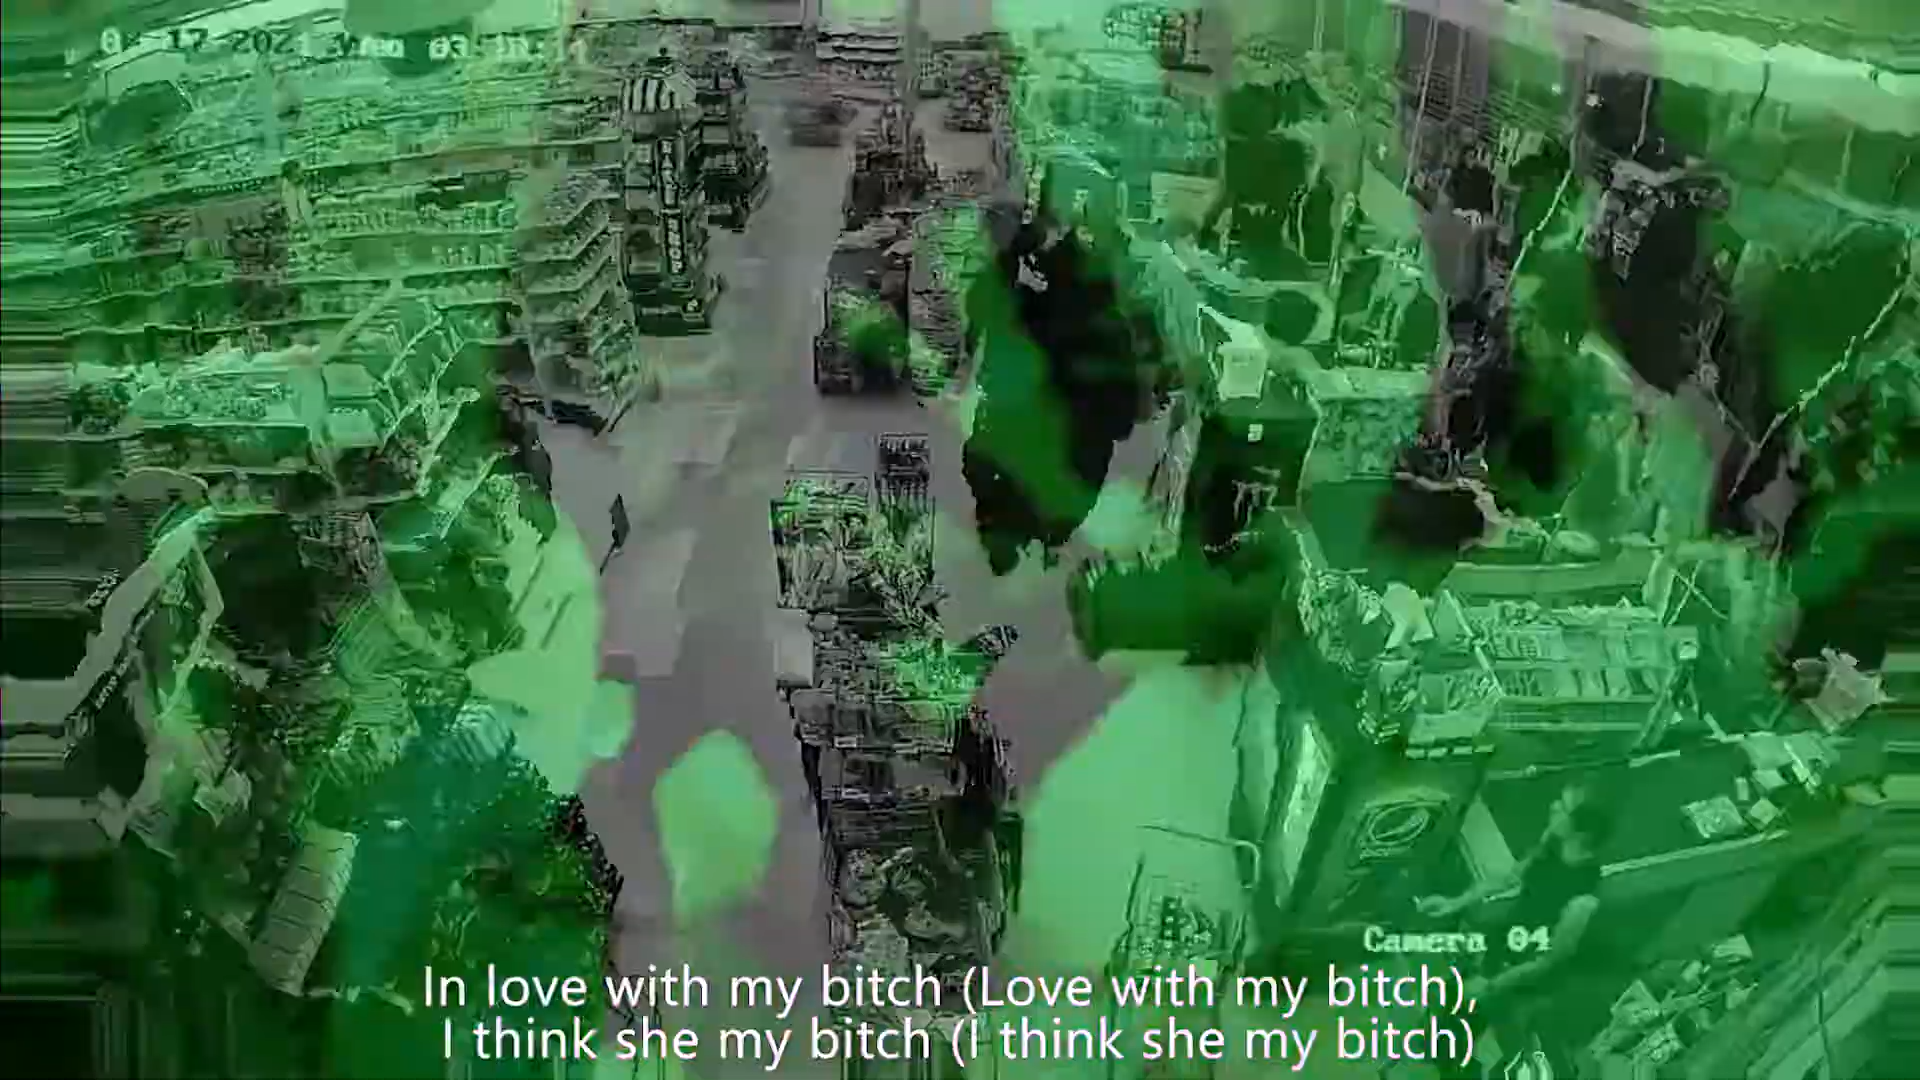 Camera 04
In love with my bitch (Love with my bitch),
I think she my bitch (I think she my bitch)